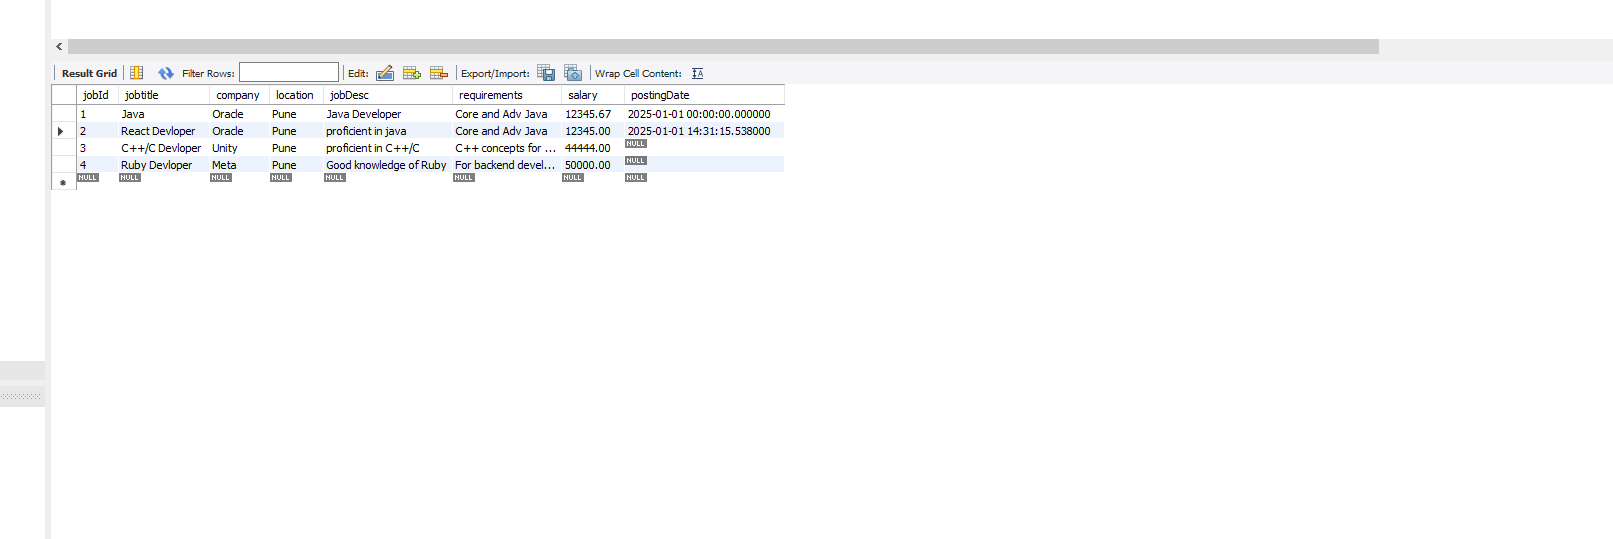 Result Grid Filter Rows: Edit: Export/Import: Wrap Cell Content:
jobId jobtitle company location jobDesc requirements salary postingDate
1 Java Oracle Pune Java Developer Core and Adv Java 12345.67 2025-01-01 00:00:00.000000
2 React Devloper Oracle Pune proficient in java Core and Adv Java 12345.00 2025-01-01 14:31:15.538000
3 C++/C Devloper Unity Pune proficient in C++/C C++ concepts for ... 44444.00 NULL
4 Ruby Devloper Meta Pune Good knowledge of Ruby For backend devel... 50000.00 NULL
NULL NULL NULL NULL NULL NULL NULL NULL